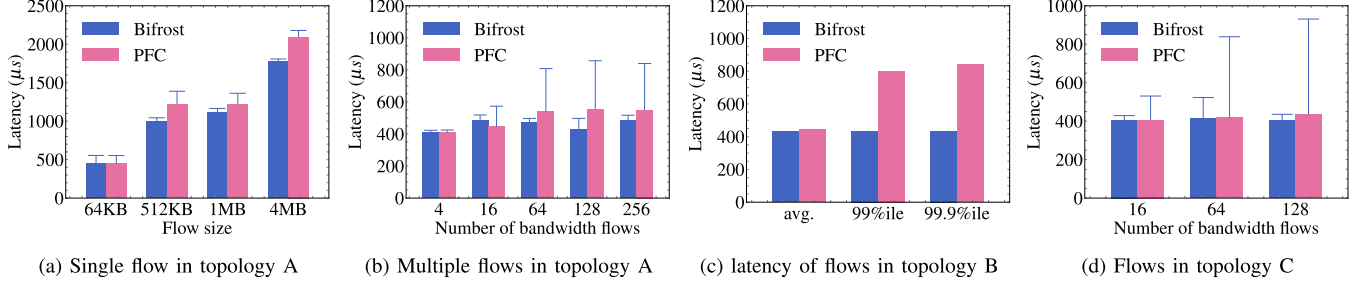 2500
2000
1500
1000
500
0
Latency (μs)
Bifrost
PFC
64KB 512KB 1MB 4MB
Flow size
(a) Single flow in topology A
1200
1000
800
600
400
200
0
Latency (μs)
Bifrost
PFC
4 16 64 128 256
Number of bandwidth flows
(b) Multiple flows in topology A
1200
1000
800
600
400
200
0
Latency (μs)
Bifrost
PFC
avg. 99%ile 99.9%ile
(c) latency of flows in topology B
1000
800
600
400
200
0
Latency (μs)
Bifrost
PFC
16 64 128
Number of bandwidth flows
(d) Flows in topology C